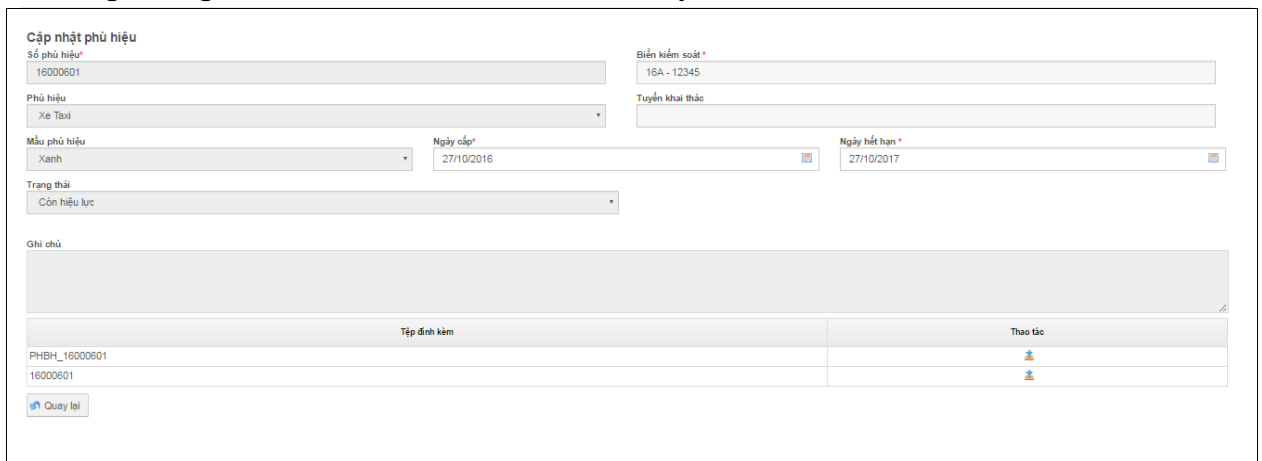 Cập nhật phù hiệu
Số phù hiệu* Biển kiểm soát *
16000601 16A - 12345
Phù hiệu Tuyến khai thác
Xe Taxi
Mẫu phù hiệu Ngày cấp* Ngày hết hạn *
Xanh 27/10/2016 27/10/2017
Trạng thái
Còn hiệu lực
Ghi chú
Tệp đính kèm Thao tác
PHBH_16000601
16000601
Quay lại